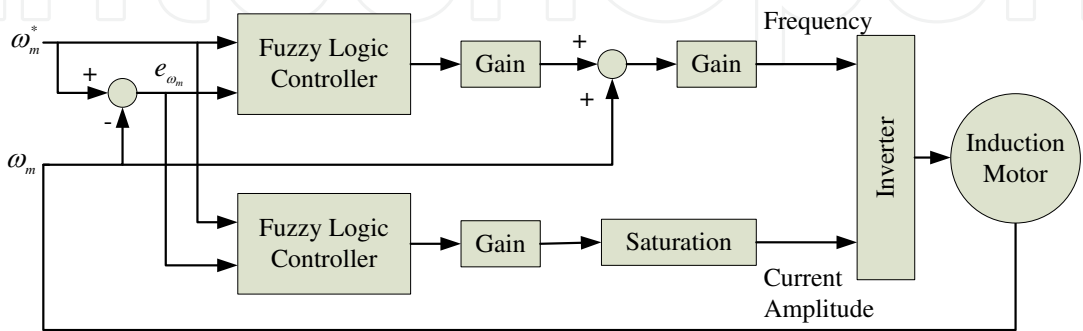 ω*m
Fuzzy Logic
Controller
Gain
+
+
Gain
Frequency
+
-
eωm
ωm
Fuzzy Logic
Controller
Gain
Saturation
Current
Amplitude
Inverter
Induction
Motor